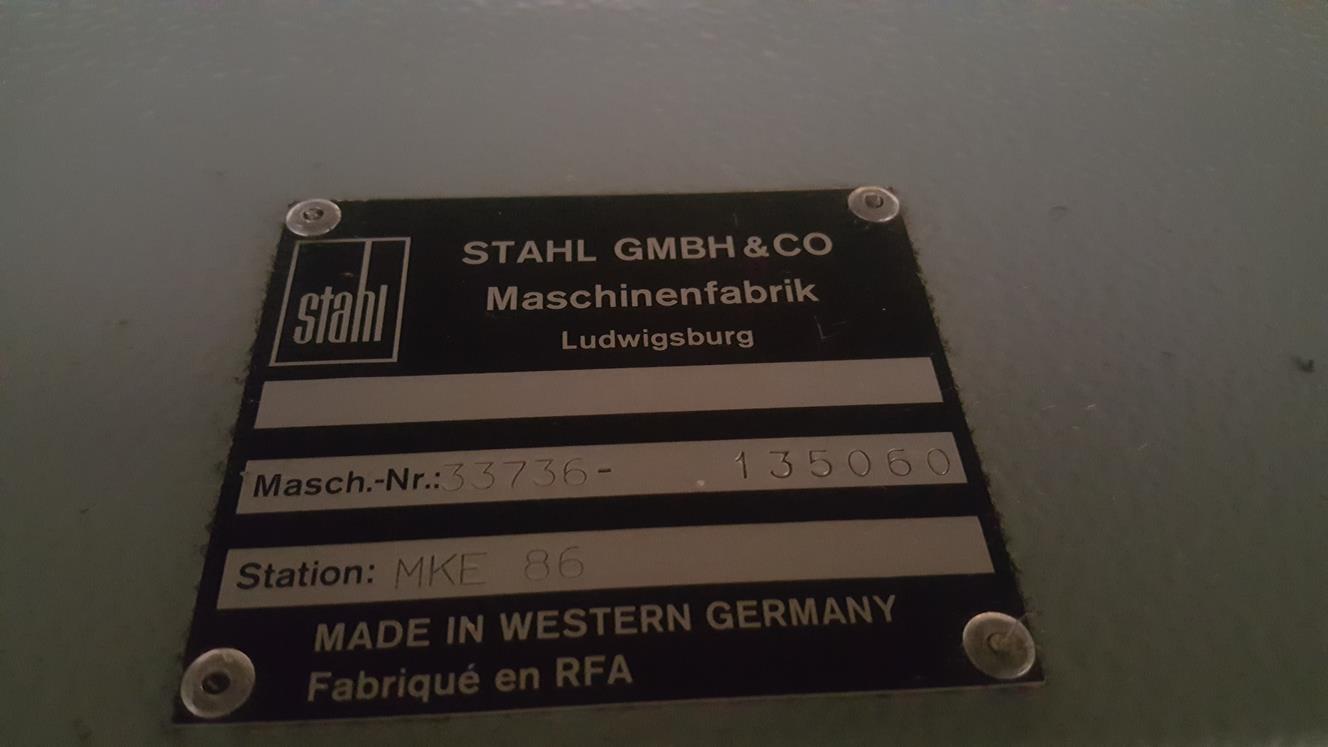 stahl
STAHL GMBH & CO
Maschinenfabrik
Ludwigsburg
Masch.-Nr.: 33736- 135060
Station: MKE 86
MADE IN WESTERN GERMANY
Fabriqué en RFA